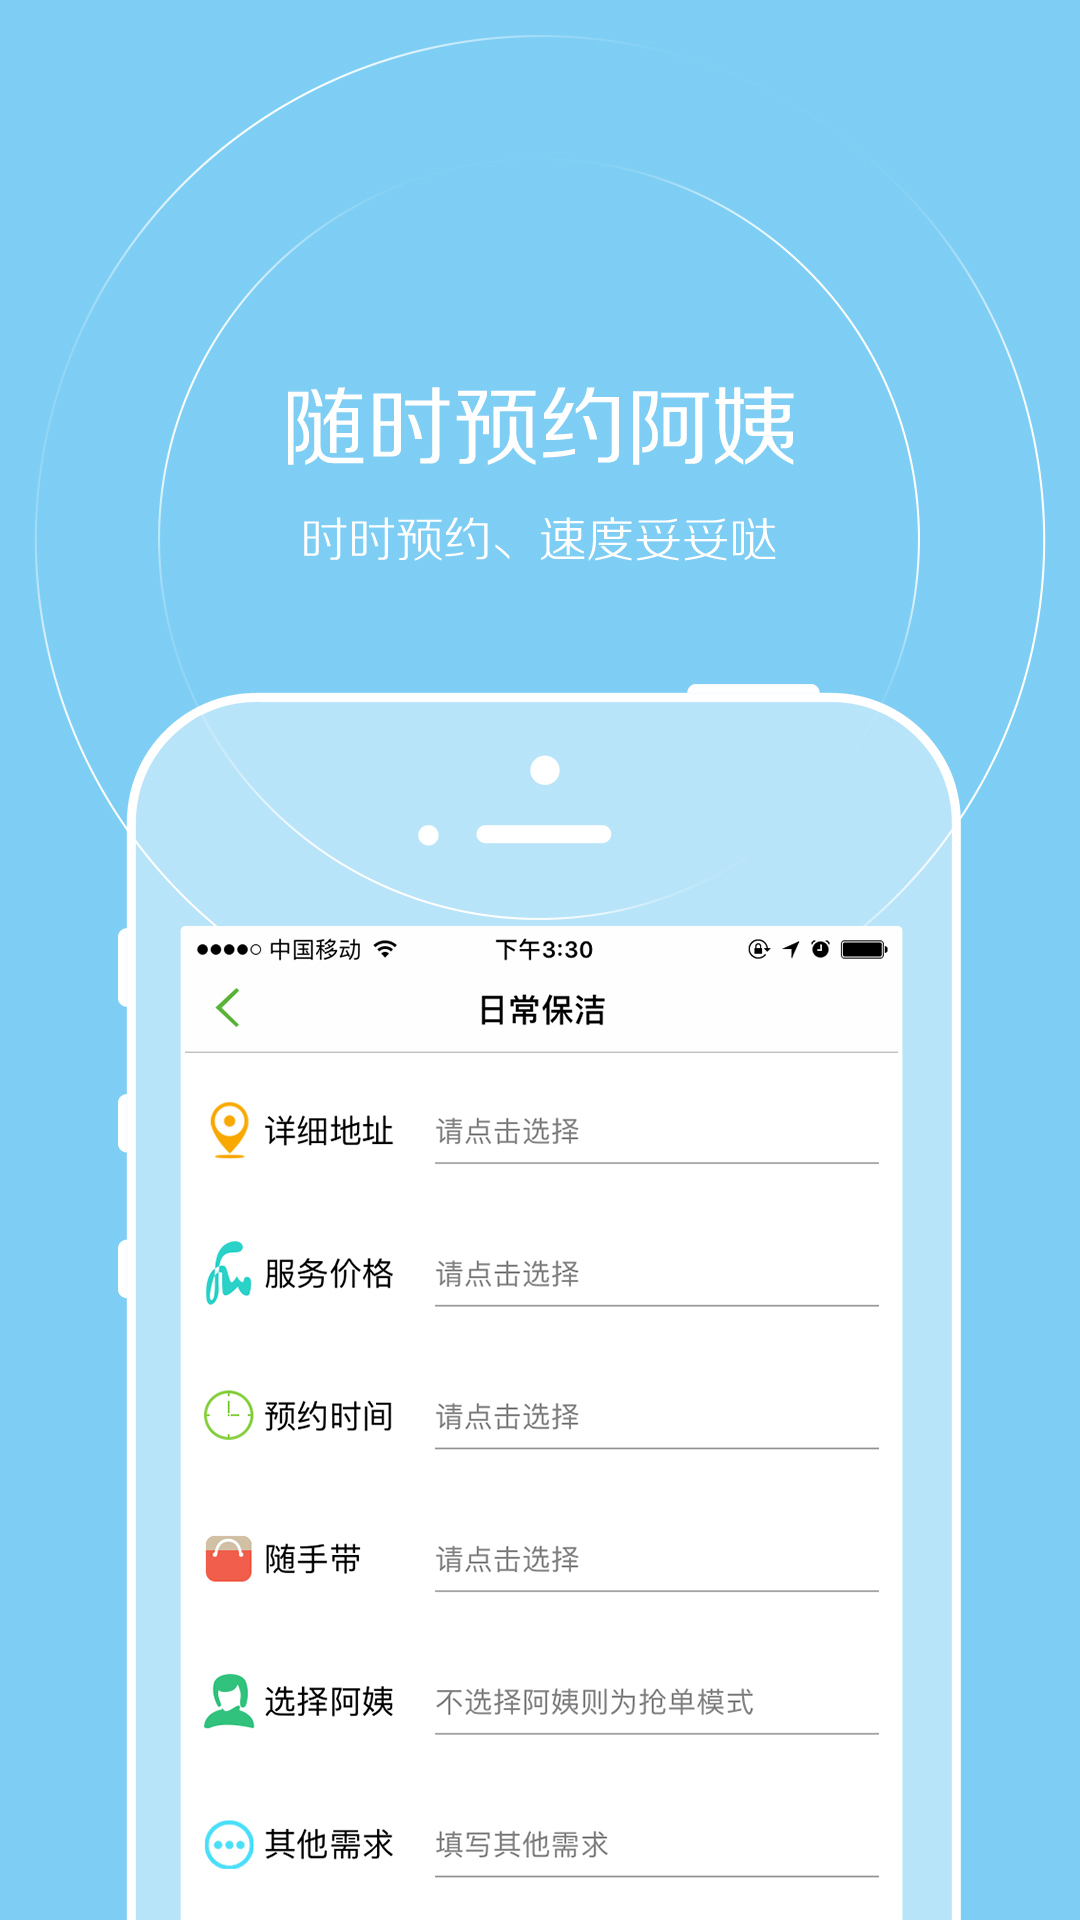 随时预约阿姨
时时预约、速度妥妥哒
中国移动 下午3:30
日常保洁
详细地址 请点击选择
服务价格 请点击选择
预约时间 请点击选择
随手带 请点击选择
选择阿姨 不选择阿姨则为抢单模式
其他需求 填写其他需求